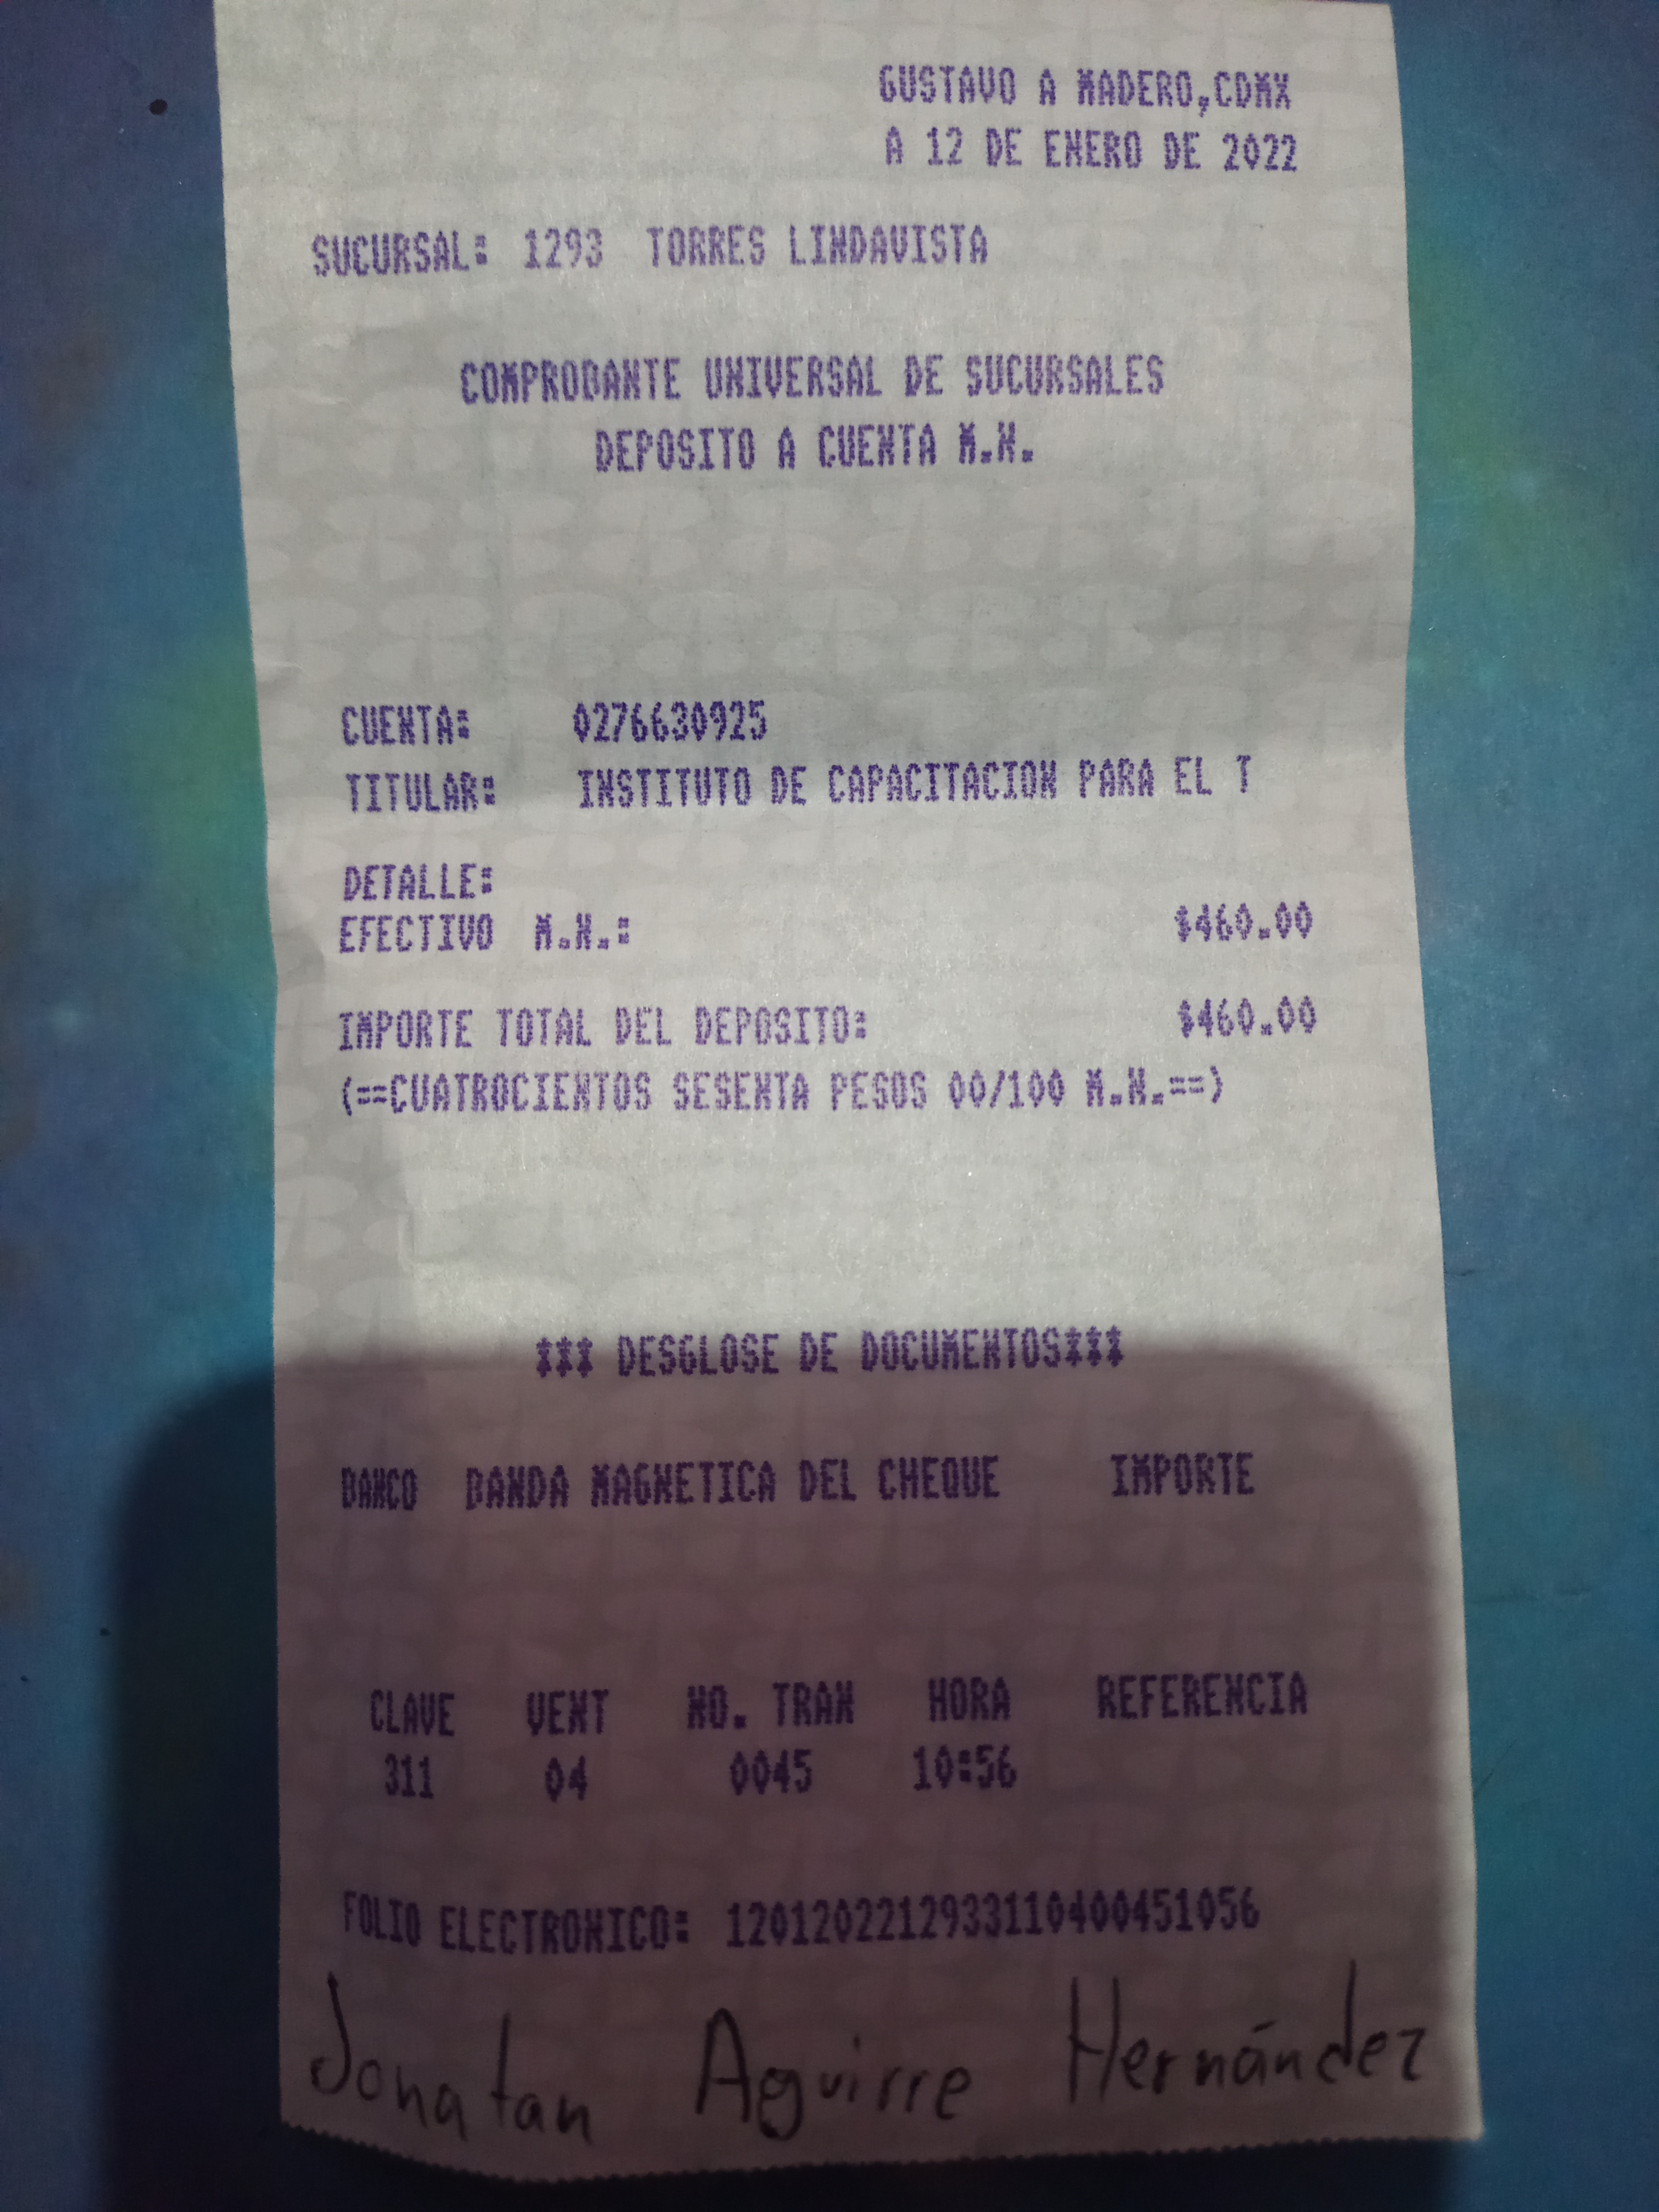 GUSTAVO A MADERO,CDMX
A 12 DE ENERO DE 2022
SUCURSAL: 1293 TORRES LINDAVISTA
COMPROBANTE UNIVERSAL DE SUCURSALES
DEPOSITO A CUENTA M.N.
CUENTA: 0276630925
TITULAR: INSTITUTO DE CAPACITACION PARA EL T
DETALLE:
EFECTIVO M.N.: $460.00
IMPORTE TOTAL DEL DEPOSITO: $460.00
(==CUATROCIENTOS SESENTA PESOS 00/100 M.N.==)
*** DESGLOSE DE DOCUMENTOS***
BANCO BANDA MAGNETICA DEL CHEQUE IMPORTE
CLAVE VENT NO. TRAN HORA REFERENCIA
311 04 0045 10:56
FOLIO ELECTRONICO: 1201202212933110400451056
Jonatan Aguirre Hernández